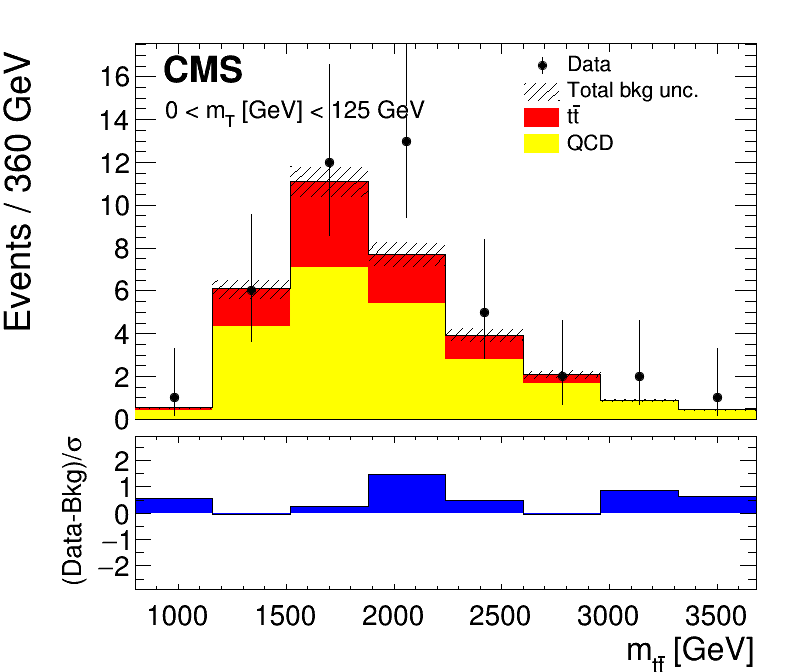 CMS
0 < m_T [GeV] < 125 GeV
Data
Total bkg unc.
tt̄
QCD
Events / 360 GeV
16
14
12
10
8
6
4
2
0
(Data-Bkg)/σ
2
1
0
−1
−2
1000 1500 2000 2500 3000 3500
m_tt̄ [GeV]